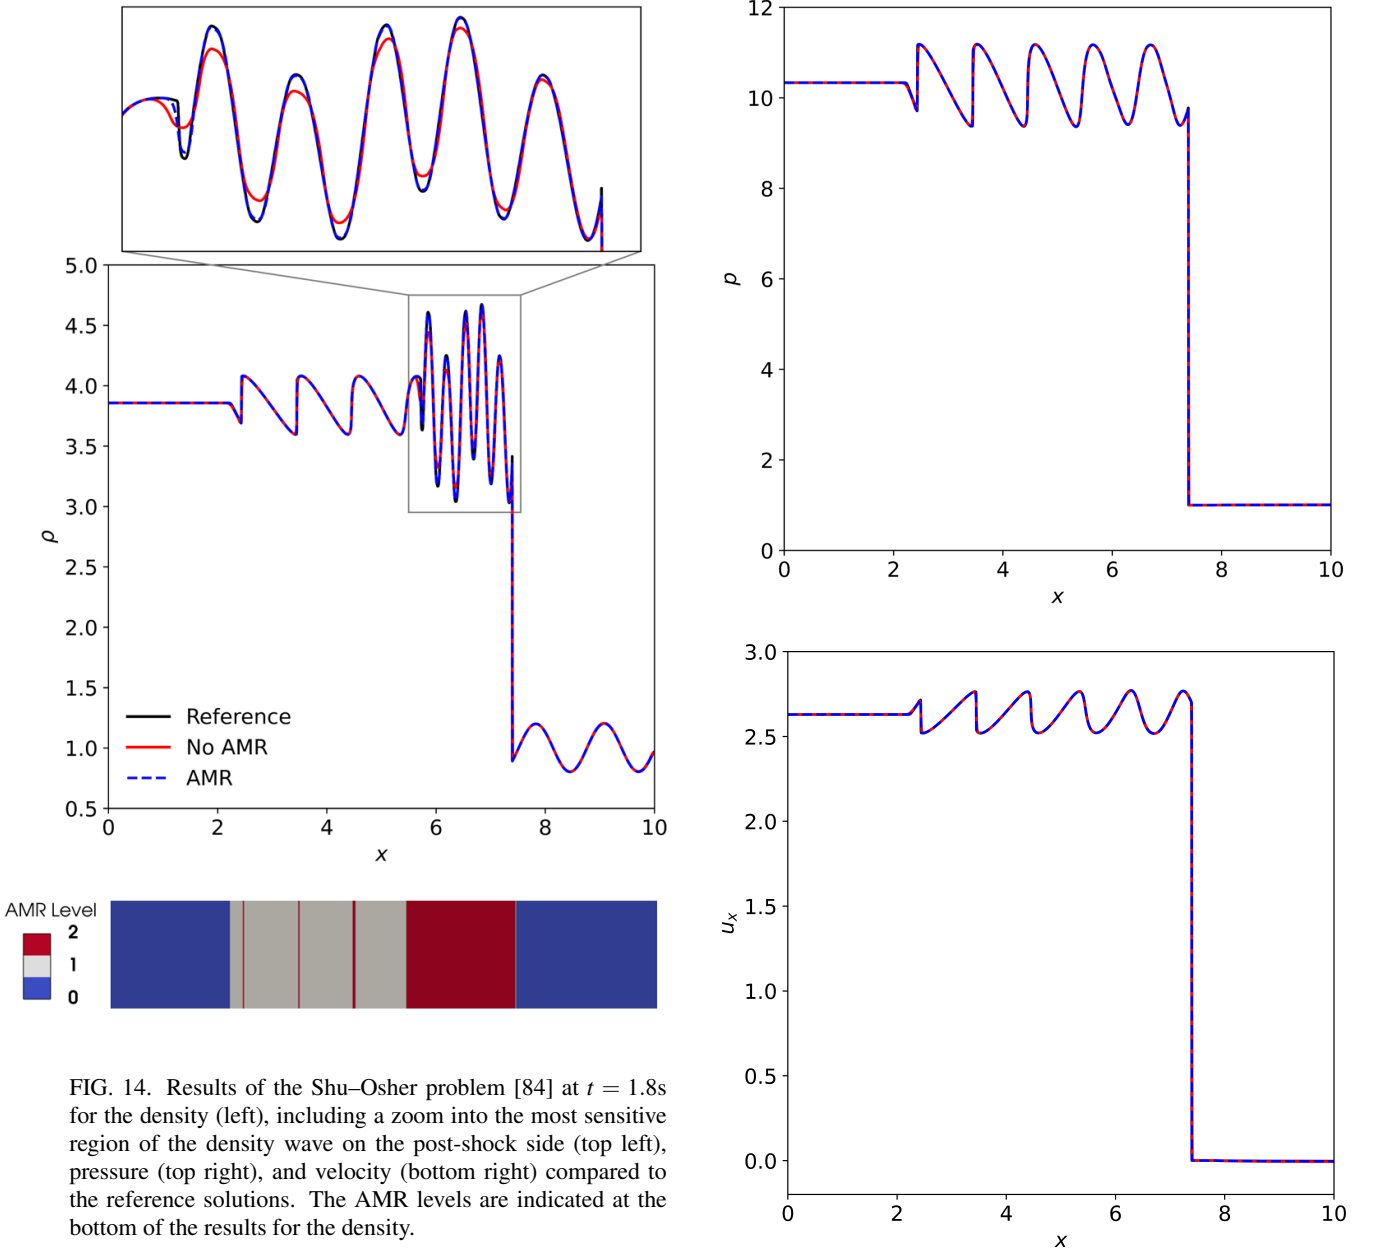 5.0
4.5
4.0
3.5
3.0
2.5
2.0
1.5
1.0
0.5
ρ
Reference
No AMR
AMR
0 2 4 6 8 10
x
AMR Level
2
1
0
FIG. 14. Results of the Shu–Osher problem [84] at t = 1.8s
for the density (left), including a zoom into the most sensitive
region of the density wave on the post-shock side (top left),
pressure (top right), and velocity (bottom right) compared to
the reference solutions. The AMR levels are indicated at the
bottom of the results for the density.
12
10
8
6
4
2
0
p
0 2 4 6 8 10
x
3.0
2.5
2.0
1.5
1.0
0.5
0.0
u_x
0 2 4 6 8 10
x